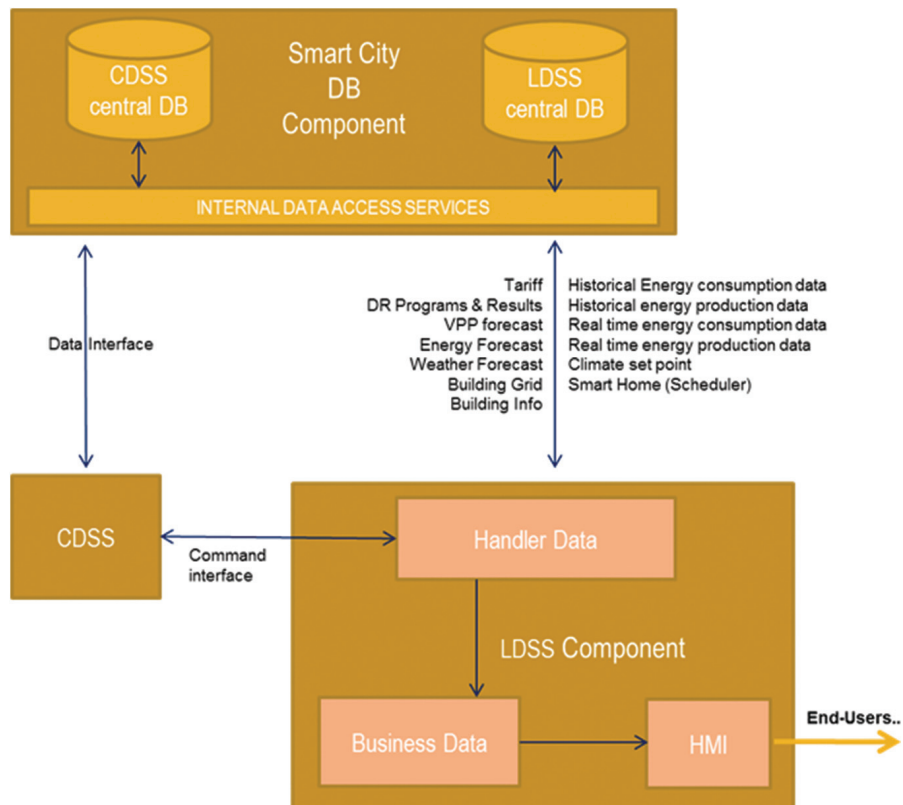 CDSS
central DB
Smart City
DB
Component
LDSS
central DB
INTERNAL DATA ACCESS SERVICES
Data Interface
Tariff
DR Programs & Results
VPP forecast
Energy Forecast
Weather Forecast
Building Grid
Building Info
Historical Energy consumption data
Historical energy production data
Real time energy consumption data
Real time energy production data
Climate set point
Smart Home (Scheduler)
CDSS
Command
interface
Handler Data
LDSS Component
Business Data
HMI
End-Users..